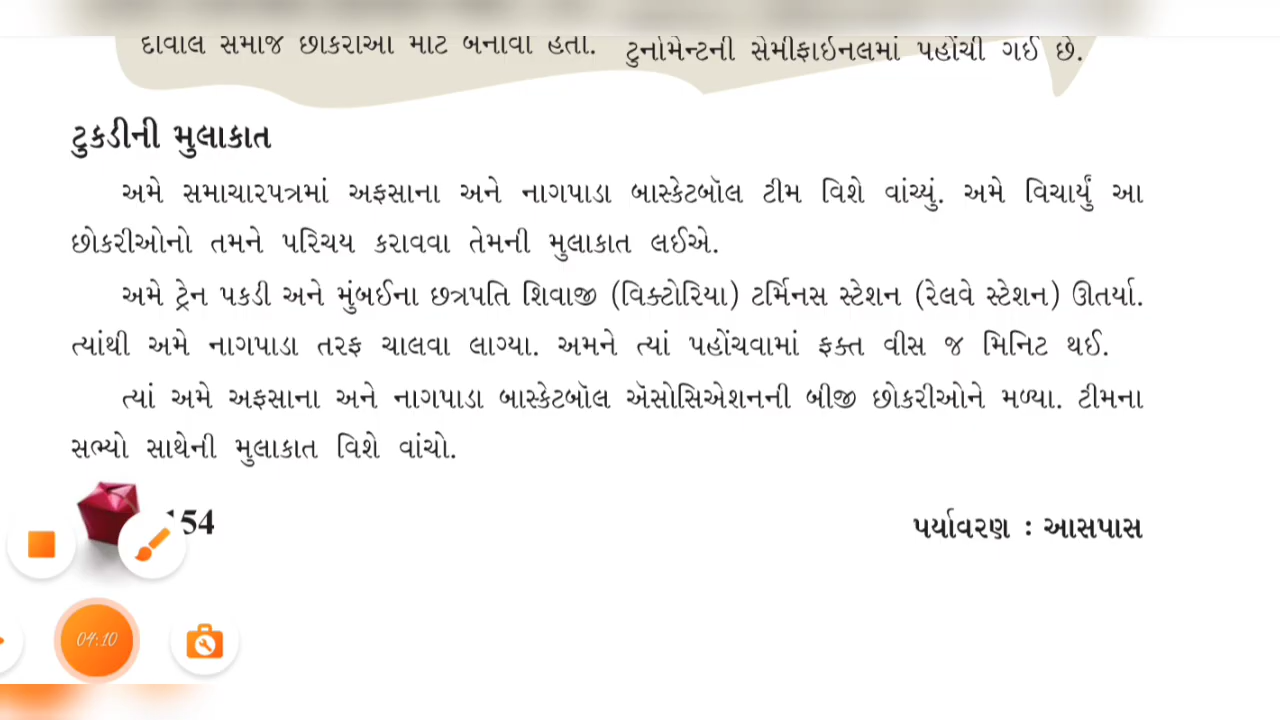 દીવાલ સમાજ છોકરાઓ માટે બનાવી હતી.
ટુર્નામેન્ટની સેમીફાઈનલમાં પહોંચી ગઈ છે.
ટુકડીની મુલાકાત
અમે સમાચારપત્રમાં અફસાના અને નાગપાડા બાસ્કેટબૉલ ટીમ વિશે વાંચ્યું. અમે વિચાર્યું આ
છોકરીઓનો તમને પરિચય કરાવવા તેમની મુલાકાત લઈએ.
અમે ટ્રેન પકડી અને મુંબઈના છત્રપતિ શિવાજી (વિક્ટોરિયા) ટર્મિનસ સ્ટેશન (રેલવે સ્ટેશન) ઊતર્યા.
ત્યાંથી અમે નાગપાડા તરફ ચાલવા લાગ્યા. અમને ત્યાં પહોંચવામાં ફક્ત વીસ જ મિનિટ થઈ.
ત્યાં અમે અફસાના અને નાગપાડા બાસ્કેટબૉલ ઍસોસિએશનની બીજી છોકરીઓને મળ્યા. ટીમના
સભ્યો સાથેની મુલાકાત વિશે વાંચો.
154
પર્યાવરણ : આસપાસ
04:10